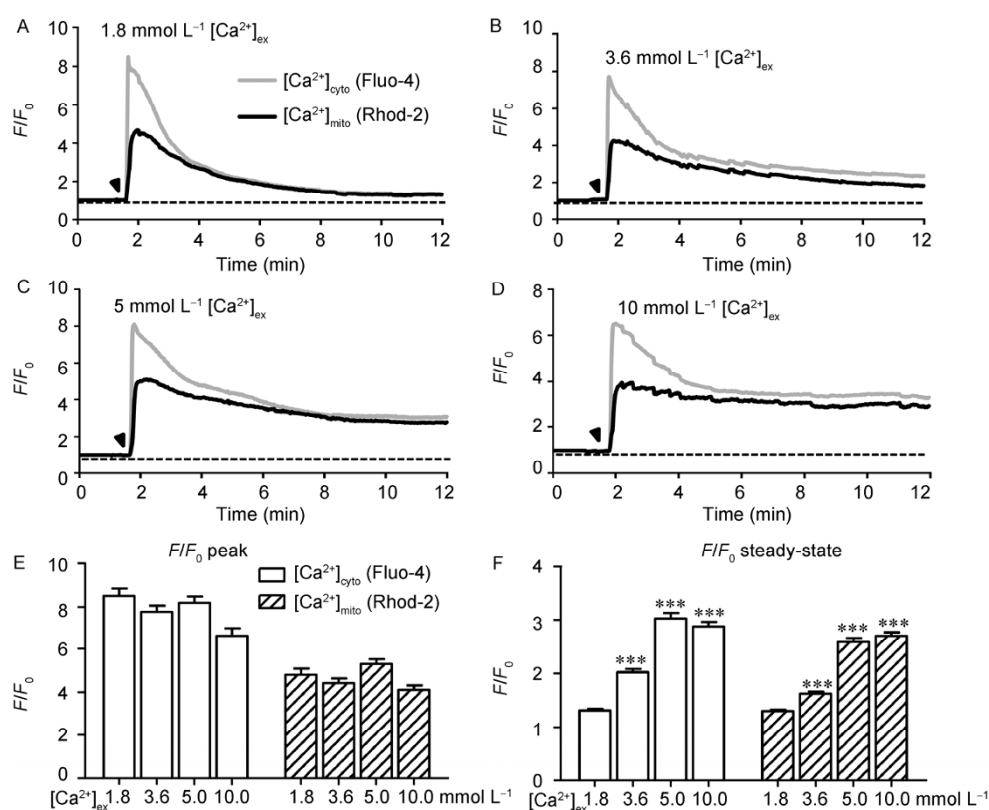 A
1.8 mmol L⁻¹ [Ca²⁺]ex
[Ca²⁺]cyto (Fluo-4)
[Ca²⁺]mito (Rhod-2)
F/F0
10
8
6
4
2
0
0 2 4 6 8 10 12
Time (min)
B
3.6 mmol L⁻¹ [Ca²⁺]ex
F/F0
10
8
6
4
2
0
0 2 4 6 8 10 12
Time (min)
C
5 mmol L⁻¹ [Ca²⁺]ex
F/F0
10
8
6
4
2
0
0 2 4 6 8 10 12
Time (min)
D
10 mmol L⁻¹ [Ca²⁺]ex
F/F0
8
6
4
2
0
0 2 4 6 8 10 12
Time (min)
E
F/F0 peak
[Ca²⁺]cyto (Fluo-4)
[Ca²⁺]mito (Rhod-2)
F/F0
10
8
6
4
2
0
[Ca²⁺]ex 1.8 3.6 5.0 10.0 1.8 3.6 5.0 10.0 mmol L⁻¹
F
F/F0 steady-state
F/F0
4
3
2
1
0
*** *** *** *** *** ***
[Ca²⁺]ex 1.8 3.6 5.0 10.0 1.8 3.6 5.0 10.0 mmol L⁻¹